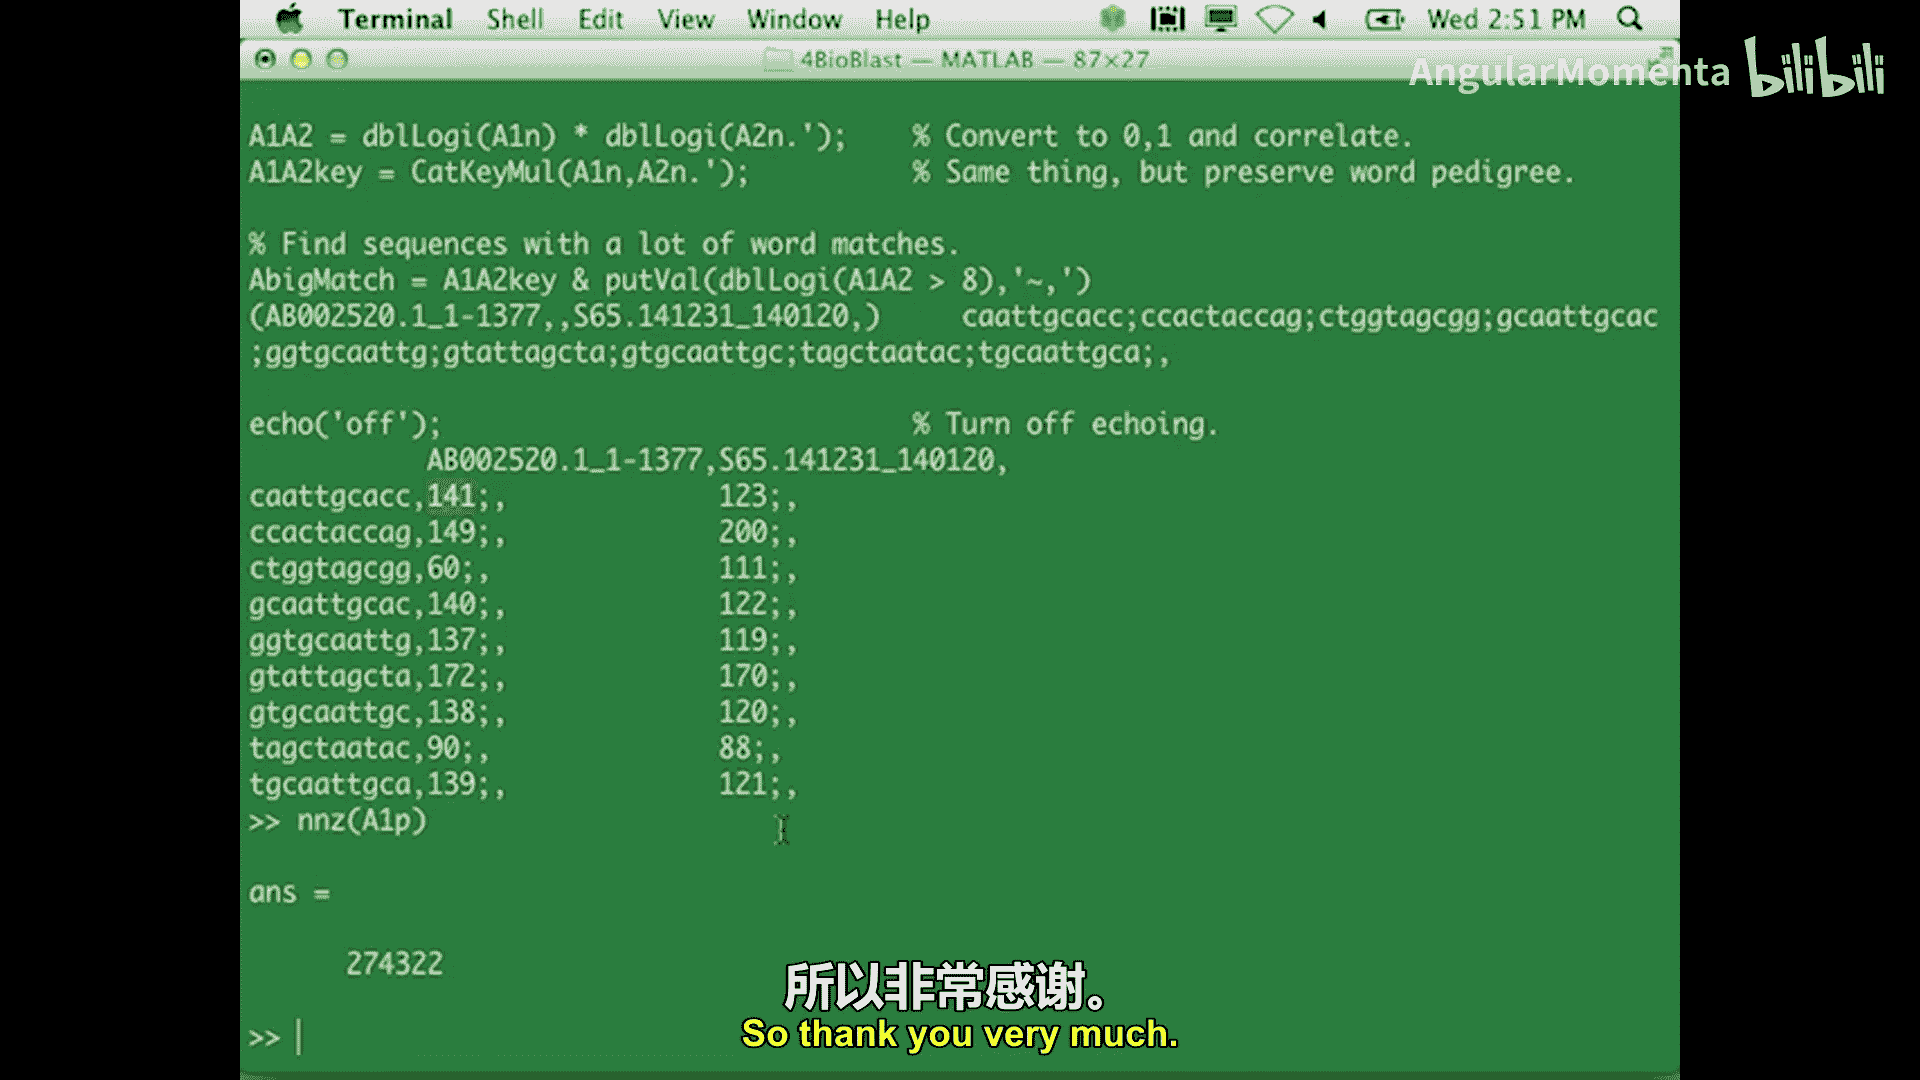 Terminal Shell Edit View Window Help Wed 2:51 PM
4BioBlast — MATLAB — 87×27
AngularMomenta bilibili
A1A2 = dblLogi(A1n) * dblLogi(A2n.'); % Convert to 0,1 and correlate.
A1A2key = CatKeyMul(A1n,A2n.'); % Same thing, but preserve word pedigree.
% Find sequences with a lot of word matches.
AbigMatch = A1A2key & putVal(dblLogi(A1A2 > 8),'~,')
(AB002520.1_1-1377,,S65.141231_140120,) caattgcacc;ccactaccag;ctggtagcgg;gcaattgcac
;ggtgcaattg;gtattagcta;gtgcaattgc;tagctaatac;tgcaattgca;,
echo('off'); % Turn off echoing.
AB002520.1_1-1377,S65.141231_140120,
caattgcacc,141;, 123;,
ccactaccag,149;, 200;,
ctggtagcgg,60;, 111;,
gcaattgcac,140;, 122;,
ggtgcaattg,137;, 119;,
gtattagcta,172;, 170;,
gtgcaattgc,138;, 120;,
tagctaatac,90;, 88;,
tgcaattgca,139;, 121;,
>> nnz(A1p)
ans =
274322
>>
所以非常感谢。
So thank you very much.